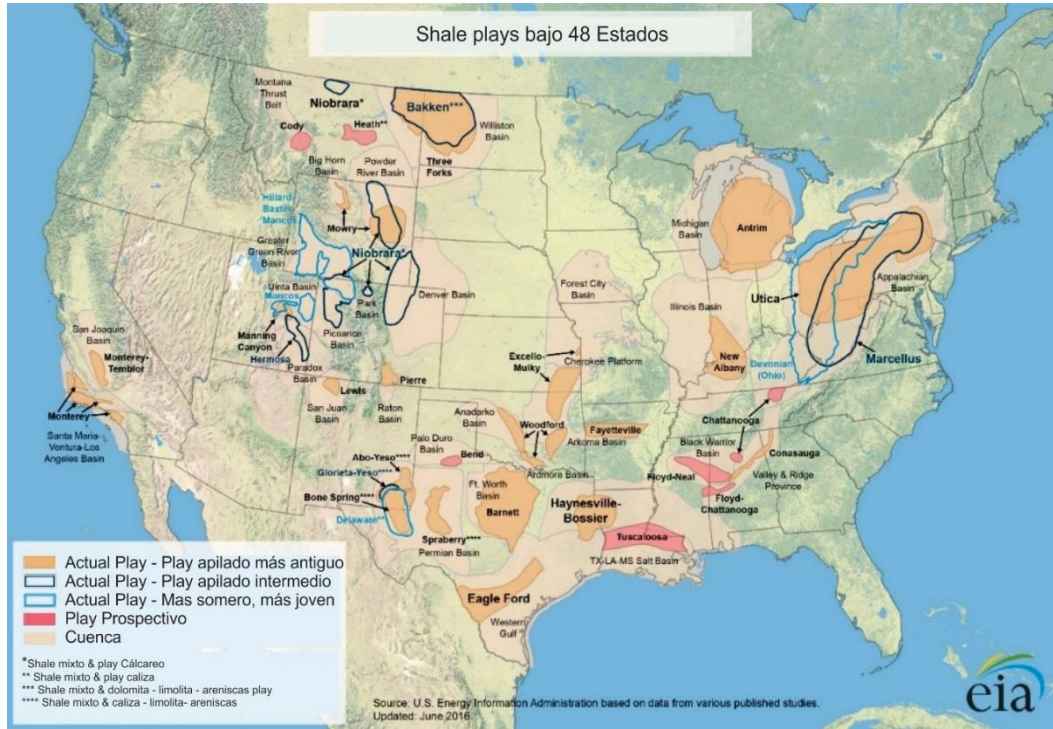 Shale plays bajo 48 Estados
Montana
Thrust
Belt
Niobrara*
Bakken***
Cody
Heath**
Williston
Basin
Big Horn
Basin
Powder
River Basin
Three
Forks
Hilliard-
Baxter-
Mancos
Mowry
Greater
Green River
Basin
Niobrara*
Uinta Basin
Mancos
Park
Basin
Denver Basin
Manning
Canyon
Piceance
Basin
Hermosa
Paradox
Basin
San Joaquin
Basin
Monterey-
Temblor
Monterey
Santa Maria-
Ventura-Los
Angeles Basin
Lewis
San Juan
Basin
Pierre
Raton
Basin
Michigan
Basin
Antrim
Forest City
Basin
Illinois Basin
Excello-
Mulky
Cherokee Platform
New
Albany
Utica
Appalachian
Basin
Devonian
(Ohio)
Marcellus
Chattanooga
Anadarko
Basin
Woodford
Fayetteville
Arkoma Basin
Palo Duro
Basin
Bend
Ardmore Basin
Black Warrior
Basin
Conasauga
Valley & Ridge
Province
Floyd-Neal
Floyd-
Chattanooga
Abo-Yeso****
Glorieta-Yeso****
Bone Spring****
Delaware**
Ft. Worth
Basin
Barnett
Spraberry****
Permian Basin
Haynesville-
Bossier
Tuscaloosa
TX-LA-MS Salt Basin
Eagle Ford
Western
Gulf
Actual Play - Play apilado más antiguo
Actual Play - Play apilado intermedio
Actual Play - Mas somero, más joven
Play Prospectivo
Cuenca
*Shale mixto & play Cálcareo
** Shale mixto & play caliza
*** Shale mixto & dolomita - limolita - areniscas play
**** Shale mixto & caliza - limolita- areniscas
Source: U.S. Energy Information Administration based on data from various published studies.
Updated: June 2016
eia